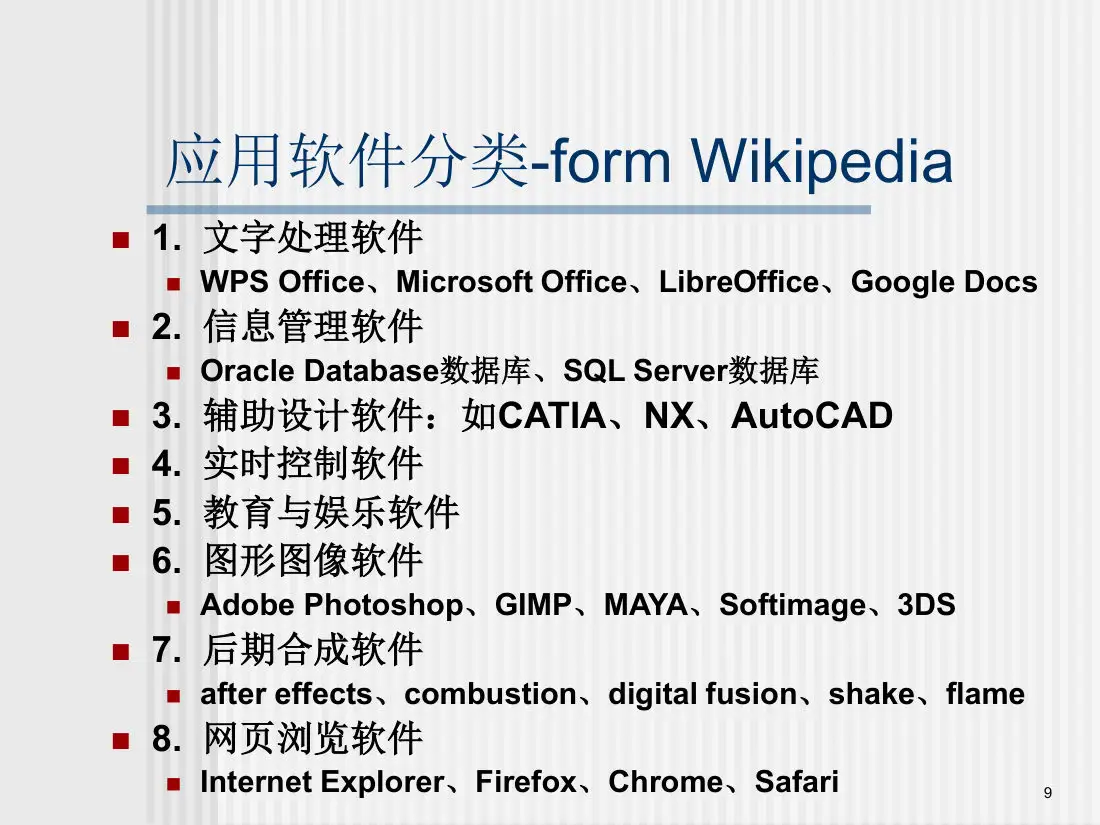 应用软件分类-form Wikipedia
1. 文字处理软件
WPS Office、Microsoft Office、LibreOffice、Google Docs
2. 信息管理软件
Oracle Database数据库、SQL Server数据库
3. 辅助设计软件：如CATIA、NX、AutoCAD
4. 实时控制软件
5. 教育与娱乐软件
6. 图形图像软件
Adobe Photoshop、GIMP、MAYA、Softimage、3DS
7. 后期合成软件
after effects、combustion、digital fusion、shake、flame
8. 网页浏览软件
Internet Explorer、Firefox、Chrome、Safari
9